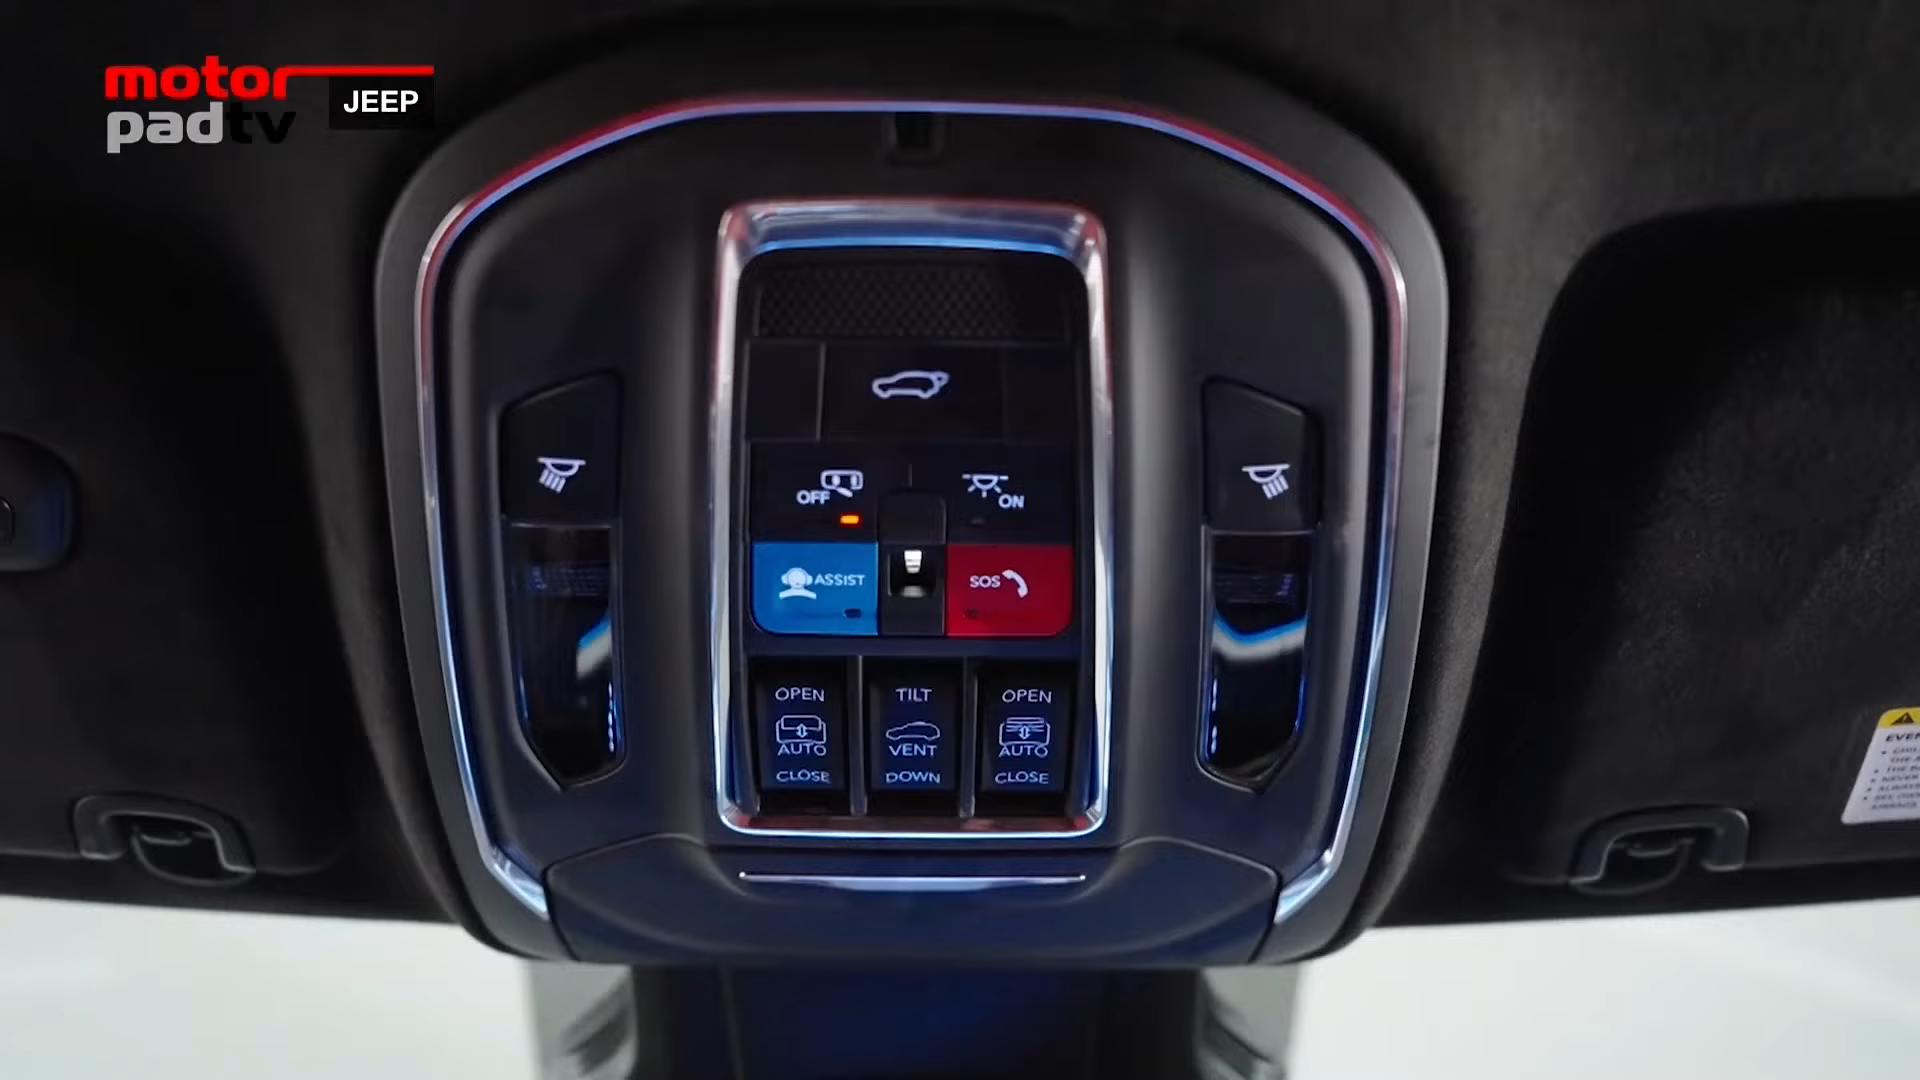 motor
padtv
JEEP
OFF
ON
ASSIST
SOS
OPEN
AUTO
CLOSE
TILT
VENT
DOWN
OPEN
AUTO
CLOSE